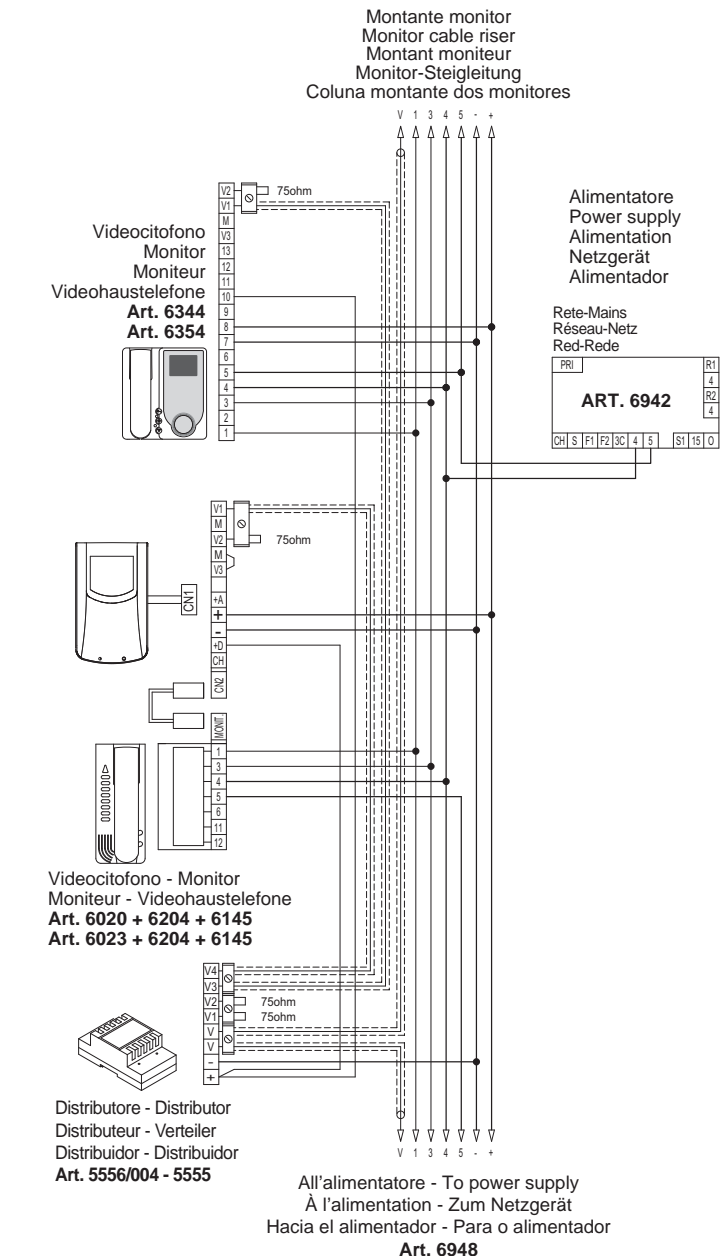 Montante monitor
Monitor cable riser
Montant moniteur
Monitor-Steigleitung
Coluna montante dos monitores
V 1 3 4 5 - +
V2
V1
M
V3
13
12
11
10
9
8
7
6
5
4
3
2
1
75ohm
Videocitofono
Monitor
Moniteur
Videohaustelefone
Art. 6344
Art. 6354
Alimentatore
Power supply
Alimentation
Netzgerät
Alimentador
Rete-Mains
Réseau-Netz
Red-Rede
PRI
R1
4
R2
4
ART. 6942
CH S F1 F2 3C 4 5 S1 15 O
V1
M
V2
M
V3
+A
+
-
+D
CH
CN2
75ohm
CN1
MONIT.
1
3
4
5
6
11
12
Videocitofono - Monitor
Moniteur - Videohaustelefone
Art. 6020 + 6204 + 6145
Art. 6023 + 6204 + 6145
V4
V3
V2
V1
V
V
-
+
75ohm
75ohm
Distributore - Distributor
Distributeur - Verteiler
Distribuidor - Distribuidor
Art. 5556/004 - 5555
V 1 3 4 5 - +
All'alimentatore - To power supply
À l'alimentation - Zum Netzgerät
Hacia el alimentador - Para o alimentador
Art. 6948